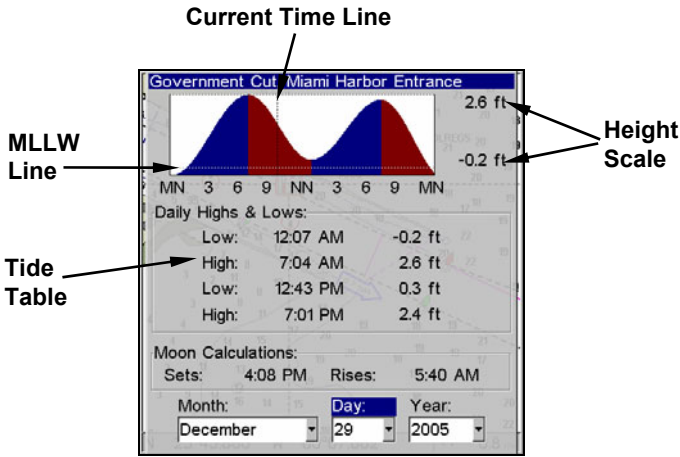 Current Time Line
Government Cut, Miami Harbor Entrance
2.6 ft
Height
Scale
MLLW
Line
-0.2 ft
MN 3 6 9 NN 3 6 9 MN
Daily Highs & Lows:
Low: 12:07 AM -0.2 ft
High: 7:04 AM 2.6 ft
Low: 12:43 PM 0.3 ft
High: 7:01 PM 2.4 ft
Tide
Table
Moon Calculations:
Sets: 4:08 PM Rises: 5:40 AM
Month: Day: Year:
December 29 2005